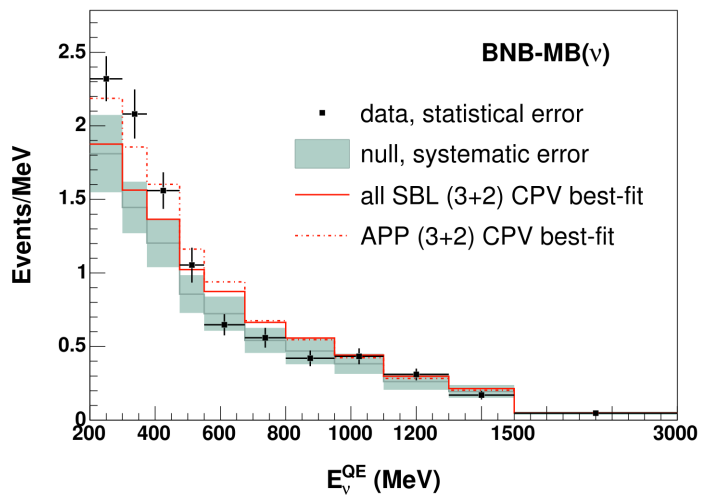 BNB-MB(ν)
data, statistical error
null, systematic error
all SBL (3+2) CPV best-fit
APP (3+2) CPV best-fit
Events/MeV
2.5
2
1.5
1
0.5
0
200 400 600 800 1000 1200 1500 3000
E_ν^QE (MeV)